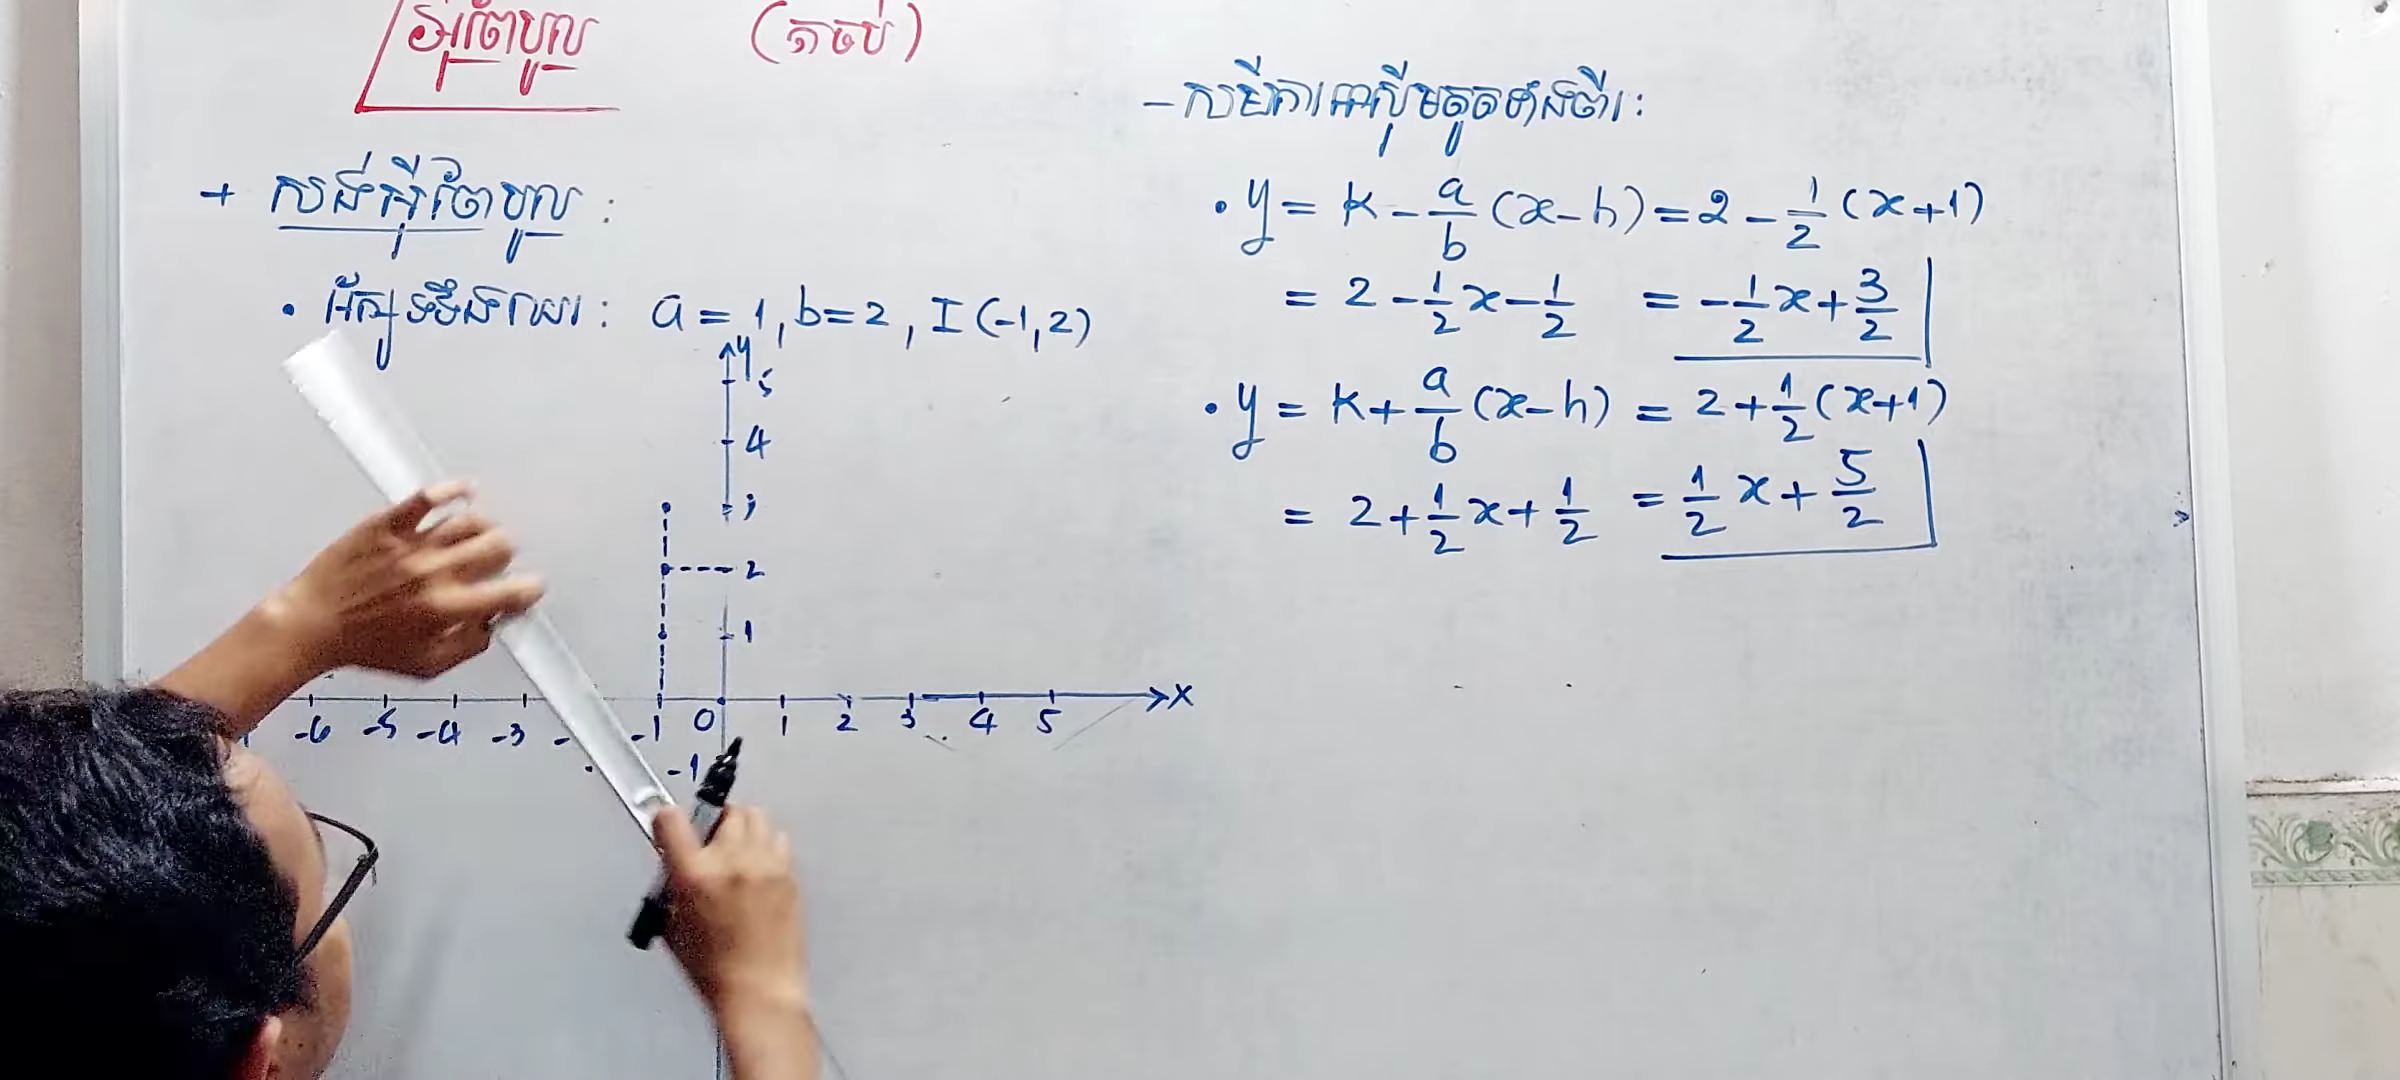 អ៊ីពែបូល (តចប់)
+ សង់អ៊ីពែបូល :
• អ័ក្សទទឹងឈរ : a = 1, b = 2, I (-1, 2)
y
5
4
2
1
-6 -5 -4 -3 - -1 0 1 2 3 4 5 x
-1
– សមីការអាស៊ីមតូតទាំងពីរ :
• y = k - a/b (x - h) = 2 - 1/2 (x + 1)
= 2 - 1/2 x - 1/2 = -1/2 x + 3/2
• y = k + a/b (x - h) = 2 + 1/2 (x + 1)
= 2 + 1/2 x + 1/2 = 1/2 x + 5/2